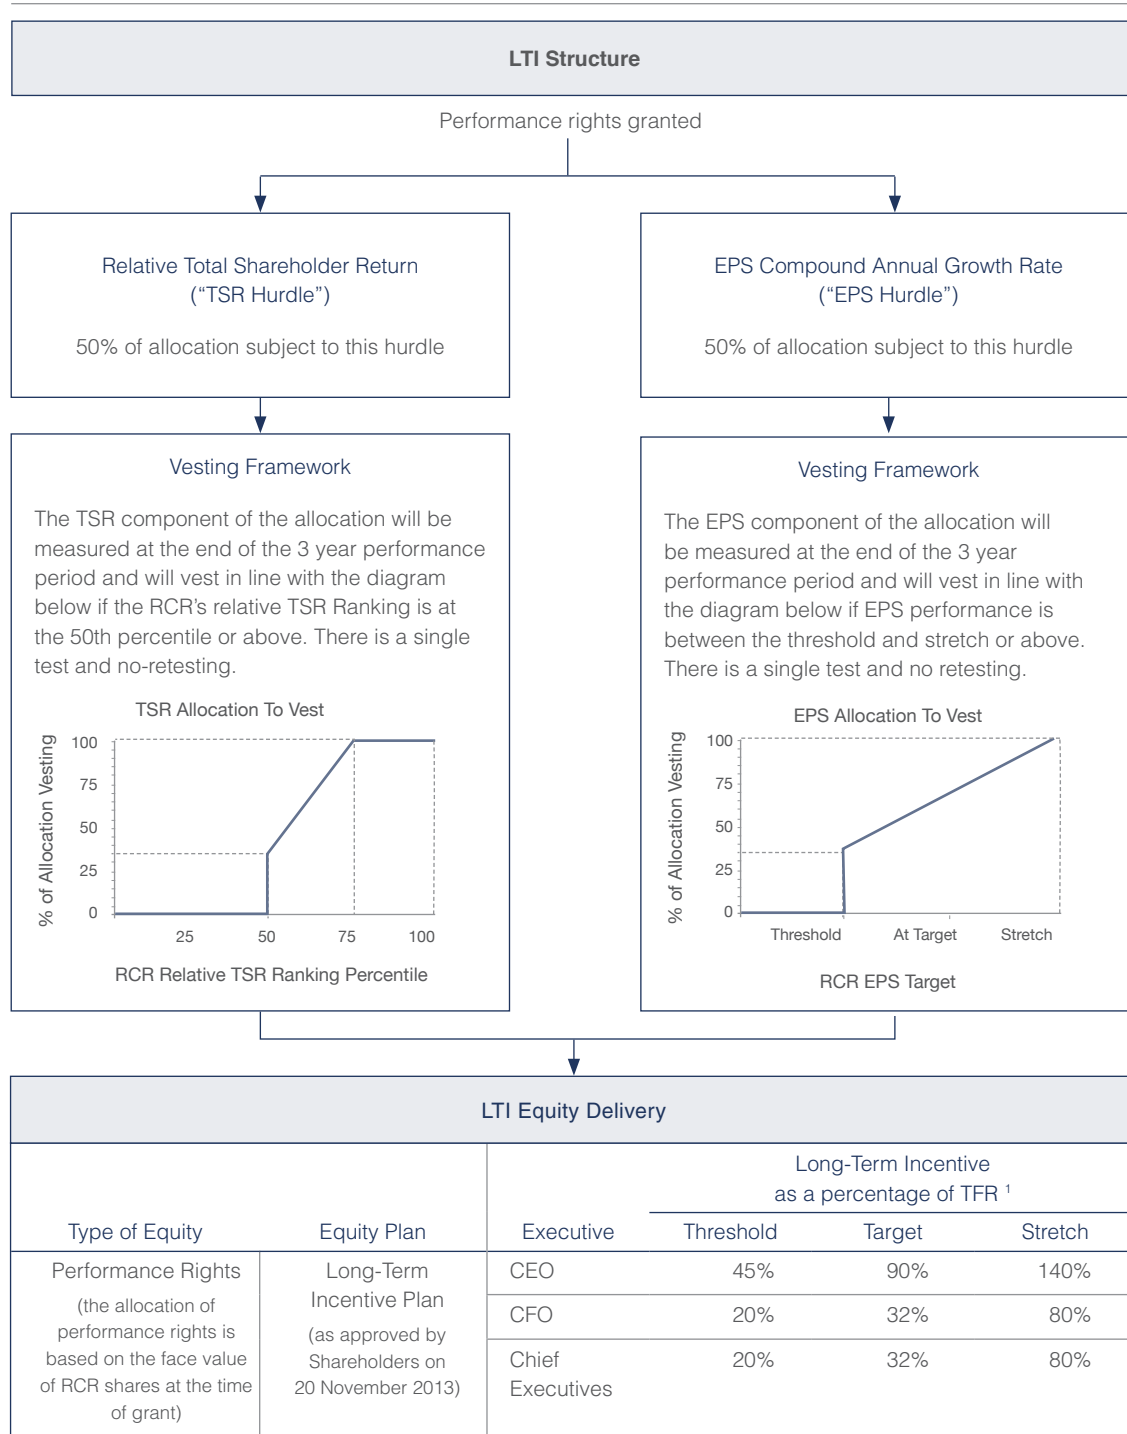 LTI Structure
Performance rights granted
Relative Total Shareholder Return
(“TSR Hurdle”)
50% of allocation subject to this hurdle
EPS Compound Annual Growth Rate
(“EPS Hurdle”)
50% of allocation subject to this hurdle
Vesting Framework
The TSR component of the allocation will be
measured at the end of the 3 year performance
period and will vest in line with the diagram
below if the RCR’s relative TSR Ranking is at
the 50th percentile or above. There is a single
test and no-retesting.
TSR Allocation To Vest
% of Allocation Vesting
100
75
50
25
0
25 50 75 100
RCR Relative TSR Ranking Percentile
Vesting Framework
The EPS component of the allocation will
be measured at the end of the 3 year
performance period and will vest in line with
the diagram below if EPS performance is
between the threshold and stretch or above.
There is a single test and no retesting.
EPS Allocation To Vest
% of Allocation Vesting
100
75
50
25
0
Threshold At Target Stretch
RCR EPS Target
LTI Equity Delivery
Long-Term Incentive
as a percentage of TFR 1
Type of Equity Equity Plan Executive Threshold Target Stretch
Performance Rights
(the allocation of
performance rights is
based on the face value
of RCR shares at the time
of grant)
Long-Term
Incentive Plan
(as approved by
Shareholders on
20 November 2013)
CEO 45% 90% 140%
CFO 20% 32% 80%
Chief 20% 32% 80%
Executives